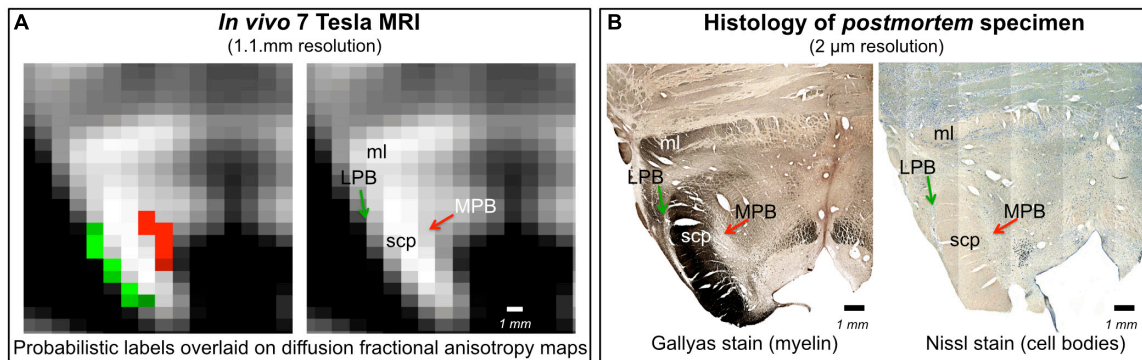 A
In vivo 7 Tesla MRI
(1.1.mm resolution)
ml
LPB
MPB
scp
1 mm
Probabilistic labels overlaid on diffusion fractional anisotropy maps
B
Histology of postmortem specimen
(2 µm resolution)
ml
LPB
MPB
scp
1 mm
Gallyas stain (myelin)
ml
LPB
MPB
scp
1 mm
Nissl stain (cell bodies)